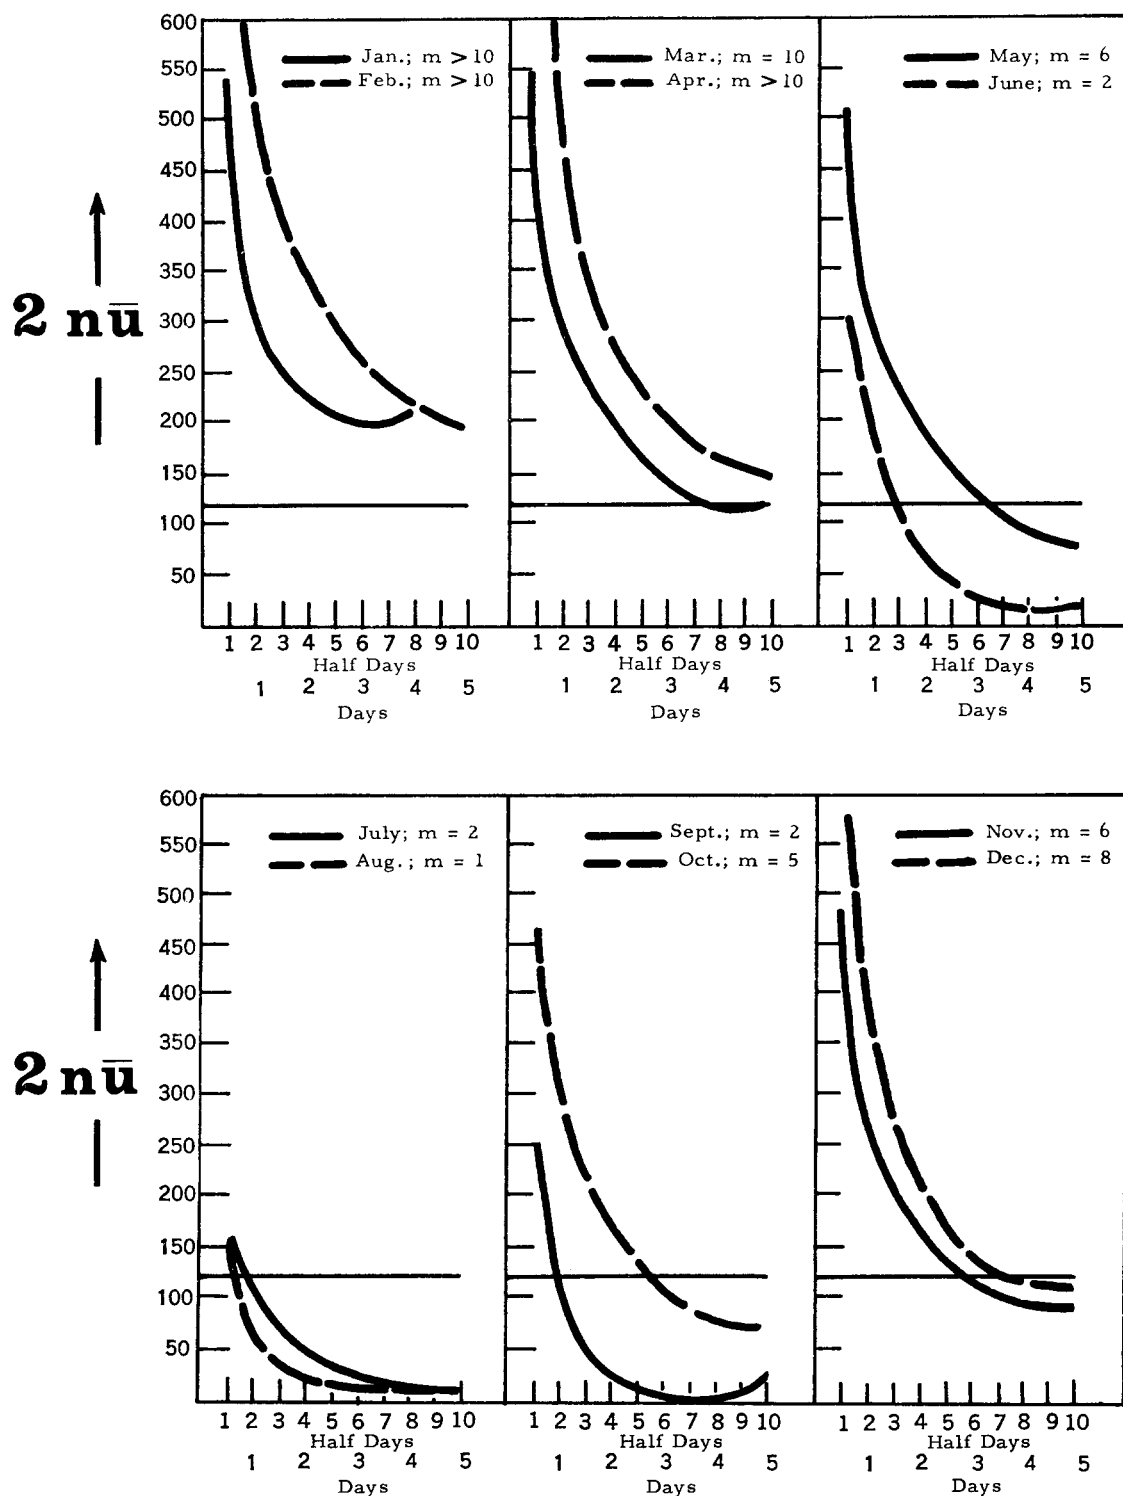 600
550
500
450
400
350
300
250
200
150
100
50
2 nū
Jan.; m > 10
Feb.; m > 10
Mar.; m = 10
Apr.; m > 10
May; m = 6
June; m = 2
1 2 3 4 5 6 7 8 9 10
Half Days
1 2 3 4 5
Days
1 2 3 4 5 6 7 8 9 10
Half Days
1 2 3 4 5
Days
1 2 3 4 5 6 7 8 9 10
Half Days
1 2 3 4 5
Days
600
550
500
450
400
350
300
250
200
150
100
50
2 nū
July; m = 2
Aug.; m = 1
Sept.; m = 2
Oct.; m = 5
Nov.; m = 6
Dec.; m = 8
1 2 3 4 5 6 7 8 9 10
Half Days
1 2 3 4 5
Days
1 2 3 4 5 6 7 8 9 10
Half Days
1 2 3 4 5
Days
1 2 3 4 5 6 7 8 9 10
Half Days
1 2 3 4 5
Days